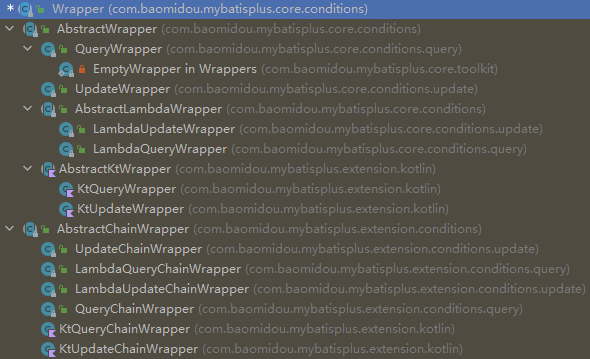 * Wrapper (com.baomidou.mybatisplus.core.conditions)
AbstractWrapper (com.baomidou.mybatisplus.core.conditions)
QueryWrapper (com.baomidou.mybatisplus.core.conditions.query)
EmptyWrapper in Wrappers (com.baomidou.mybatisplus.core.toolkit)
UpdateWrapper (com.baomidou.mybatisplus.core.conditions.update)
AbstractLambdaWrapper (com.baomidou.mybatisplus.core.conditions)
LambdaUpdateWrapper (com.baomidou.mybatisplus.core.conditions.update)
LambdaQueryWrapper (com.baomidou.mybatisplus.core.conditions.query)
AbstractKtWrapper (com.baomidou.mybatisplus.extension.kotlin)
KtQueryWrapper (com.baomidou.mybatisplus.extension.kotlin)
KtUpdateWrapper (com.baomidou.mybatisplus.extension.kotlin)
AbstractChainWrapper (com.baomidou.mybatisplus.extension.conditions)
UpdateChainWrapper (com.baomidou.mybatisplus.extension.conditions.update)
LambdaQueryChainWrapper (com.baomidou.mybatisplus.extension.conditions.query)
LambdaUpdateChainWrapper (com.baomidou.mybatisplus.extension.conditions.update)
QueryChainWrapper (com.baomidou.mybatisplus.extension.conditions.query)
KtQueryChainWrapper (com.baomidou.mybatisplus.extension.kotlin)
KtUpdateChainWrapper (com.baomidou.mybatisplus.extension.kotlin)